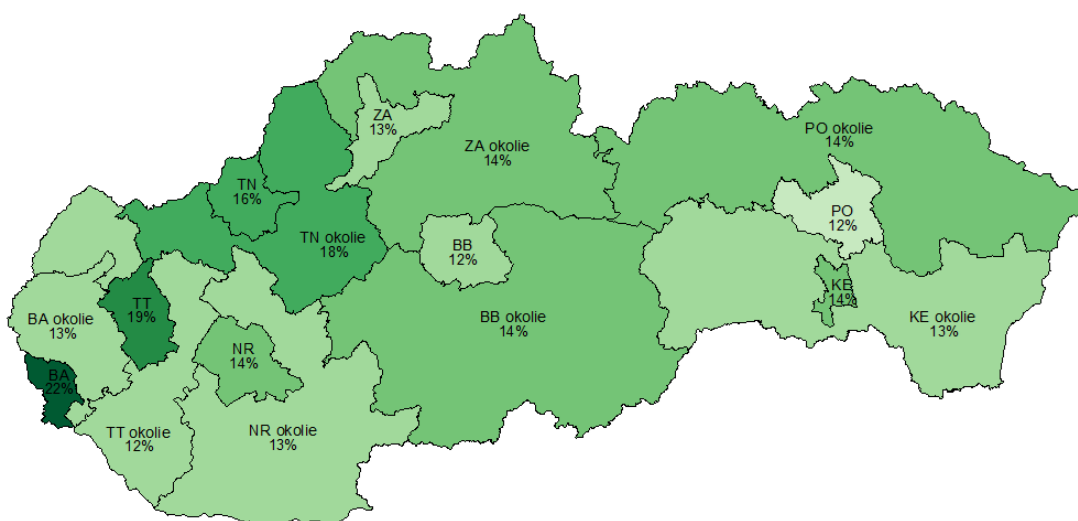 ZA
13%
PO okolie
14%
ZA okolie
14%
TN
16%
PO
12%
TN okolie
18%
BB
12%
KE
14%
TT
19%
BA okolie
13%
BB okolie
14%
KE okolie
13%
NR
14%
BA
22%
TT okolie
12%
NR okolie
13%